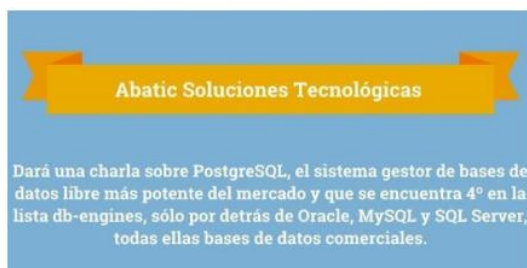 Abatic Soluciones Tecnológicas
Dará una charla sobre PostgreSQL, el sistema gestor de bases de
datos libre más potente del mercado y que se encuentra 4º en la
lista db-engines, sólo por detrás de Oracle, MySQL y SQL Server,
todas ellas bases de datos comerciales.